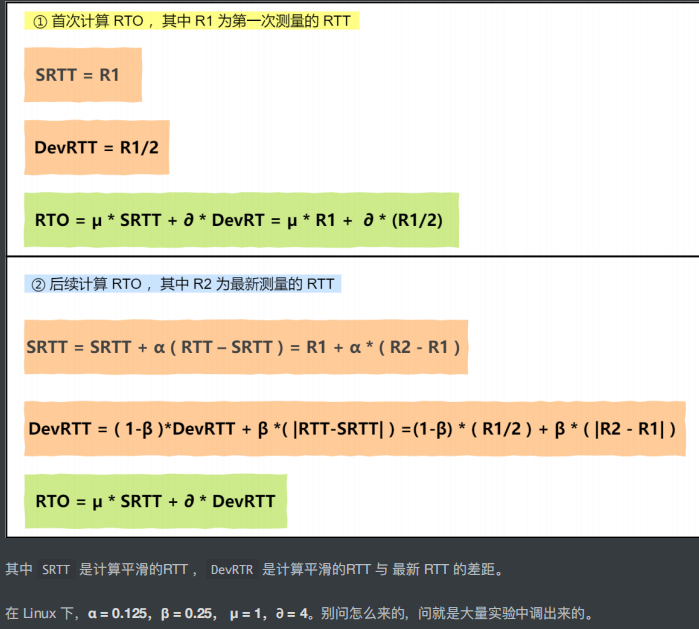 ① 首次计算 RTO ，其中 R1 为第一次测量的 RTT
SRTT = R1
DevRTT = R1/2
RTO = μ * SRTT + ∂ * DevRT = μ * R1 + ∂ * (R1/2)
② 后续计算 RTO ，其中 R2 为最新测量的 RTT
SRTT = SRTT + α ( RTT – SRTT ) = R1 + α * ( R2 - R1 )
DevRTT = ( 1-β )*DevRTT + β *( |RTT-SRTT| ) =(1-β) * ( R1/2 ) + β * ( |R2 - R1| )
RTO = μ * SRTT + ∂ * DevRTT
其中 SRTT 是计算平滑的RTT ， DevRTR 是计算平滑的RTT 与 最新 RTT 的差距。
在 Linux 下，α = 0.125，β = 0.25， μ = 1，∂ = 4。别问怎么来的，问就是大量实验中调出来的。